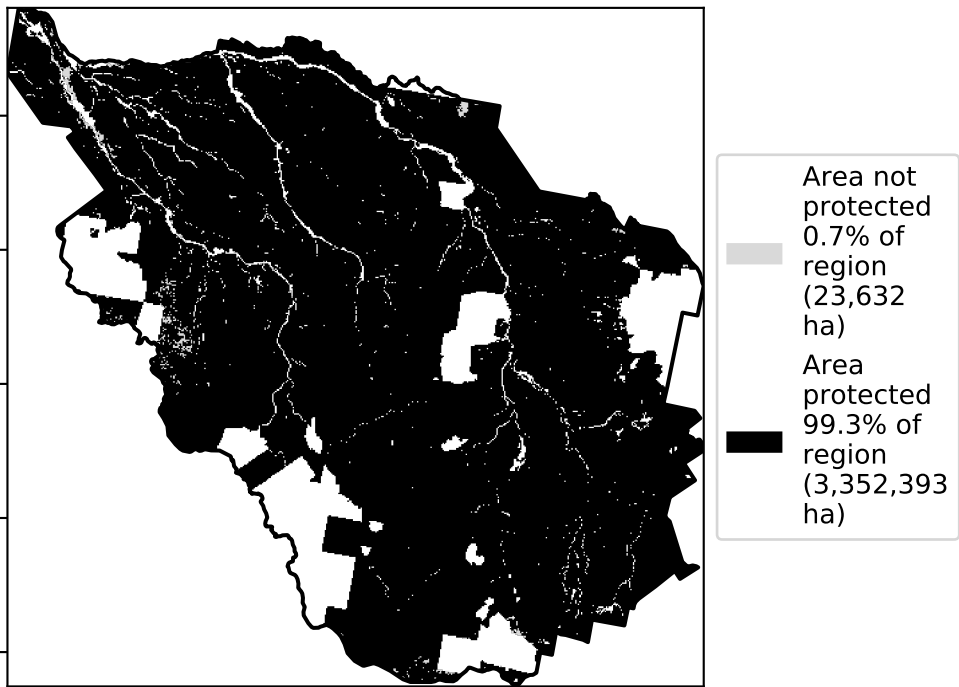 Area not
protected
0.7% of
region
(23,632
ha)
Area
protected
99.3% of
region
(3,352,393
ha)